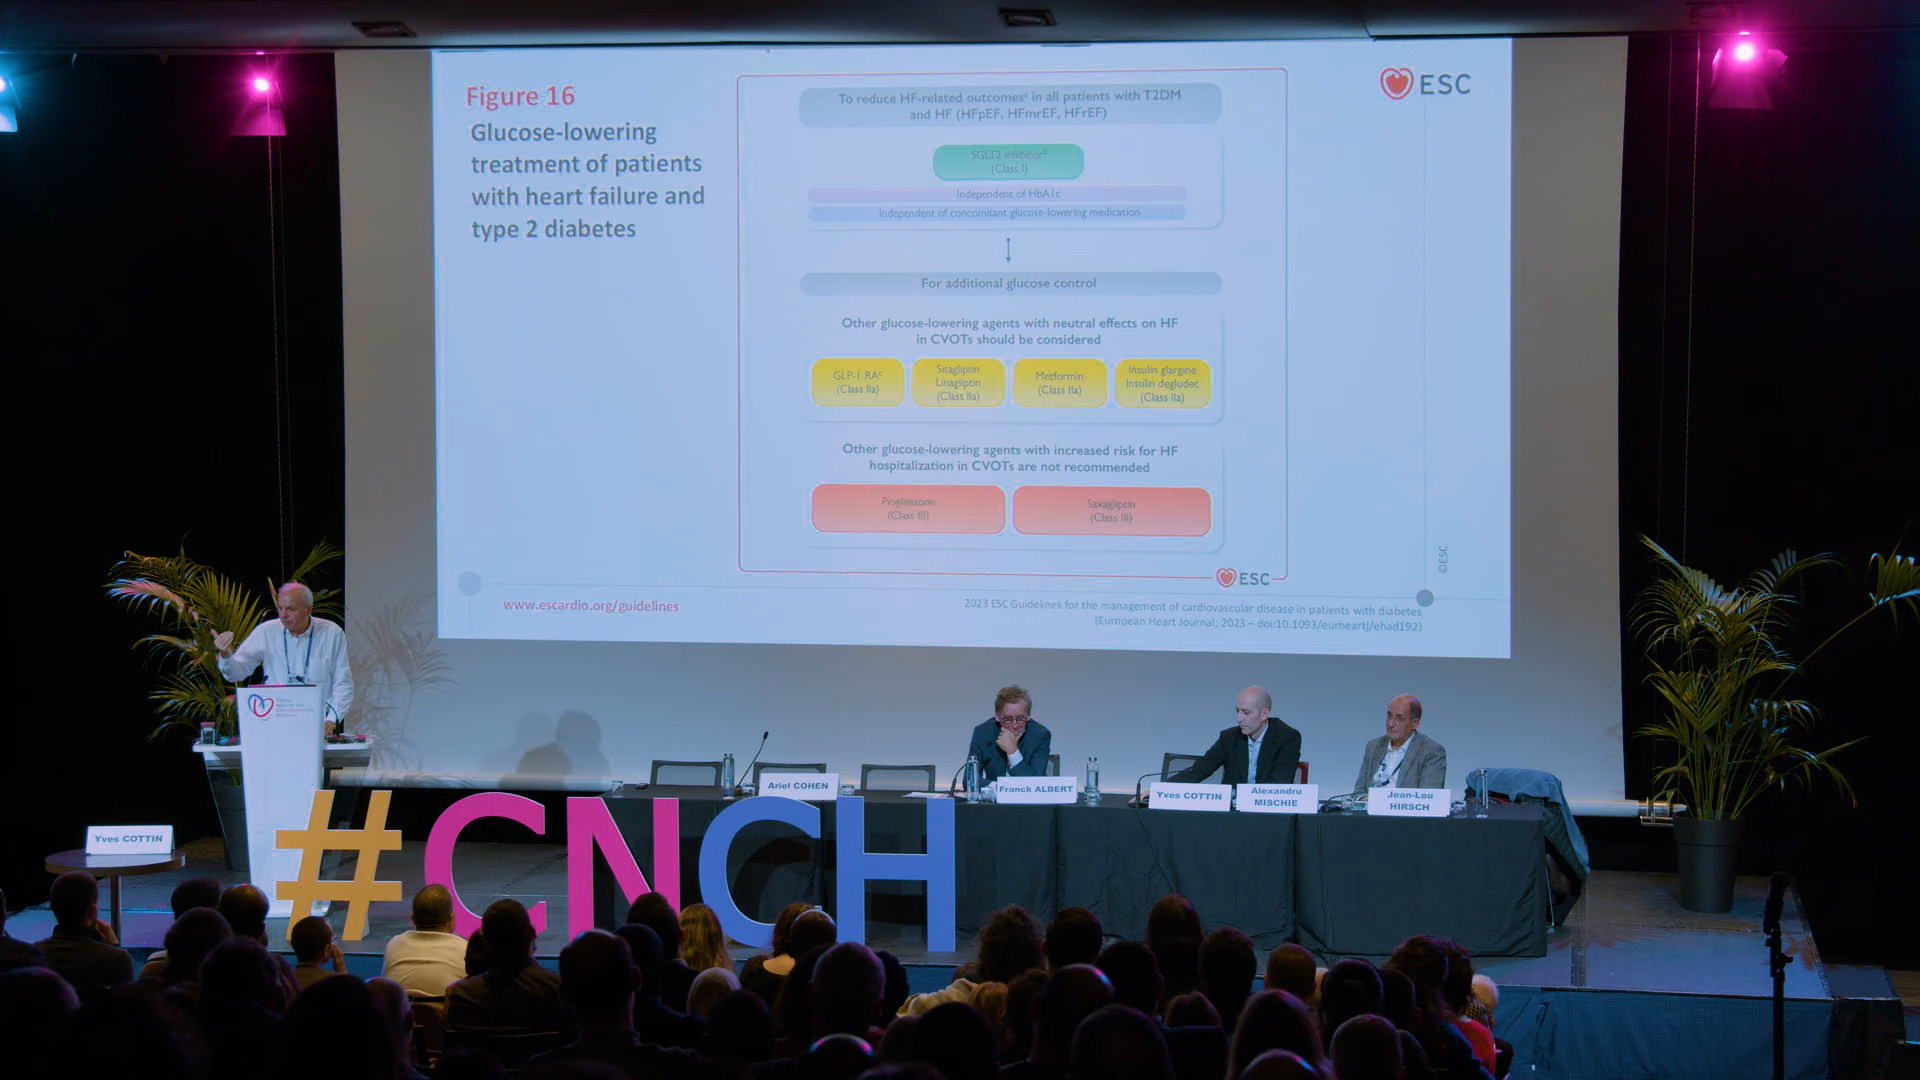 Figure 16
Glucose-lowering
treatment of patients
with heart failure and
type 2 diabetes
ESC
To reduce HF-related outcomes in all patients with T2DM
and HF (HFpEF, HFmrEF, HFrEF)
SGLT2 inhibitor
(Class I)
Independent of HbA1c
Independent of concomitant glucose-lowering medication
For additional glucose control
Other glucose-lowering agents with neutral effects on HF
in CVOTs should be considered
GLP-1 RAc
(Class IIa)
Sitagliptin
Linagliptin
(Class IIa)
Metformin
(Class IIa)
Insulin glargine
Insulin degludec
(Class IIa)
Other glucose-lowering agents with increased risk for HF
hospitalization in CVOTs are not recommended
Pioglitazone
(Class III)
Saxagliptin
(Class III)
ESC
©ESC
www.escardio.org/guidelines
2023 ESC Guidelines for the management of cardiovascular disease in patients with diabetes
(European Heart Journal; 2023 – doi:10.1093/eurheartj/ehad192)
Ariel COHEN
Franck ALBERT
Yves COTTIN
Alexandru
MISCHIE
Jean-Lou
HIRSCH
Yves COTTIN
#CNCH